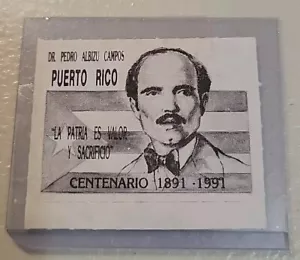 DR. PEDRO ALBIZU CAMPOS
PUERTO RICO
"LA PATRIA ES VALOR
Y SACRIFICIO"
CENTENARIO 1891-1991